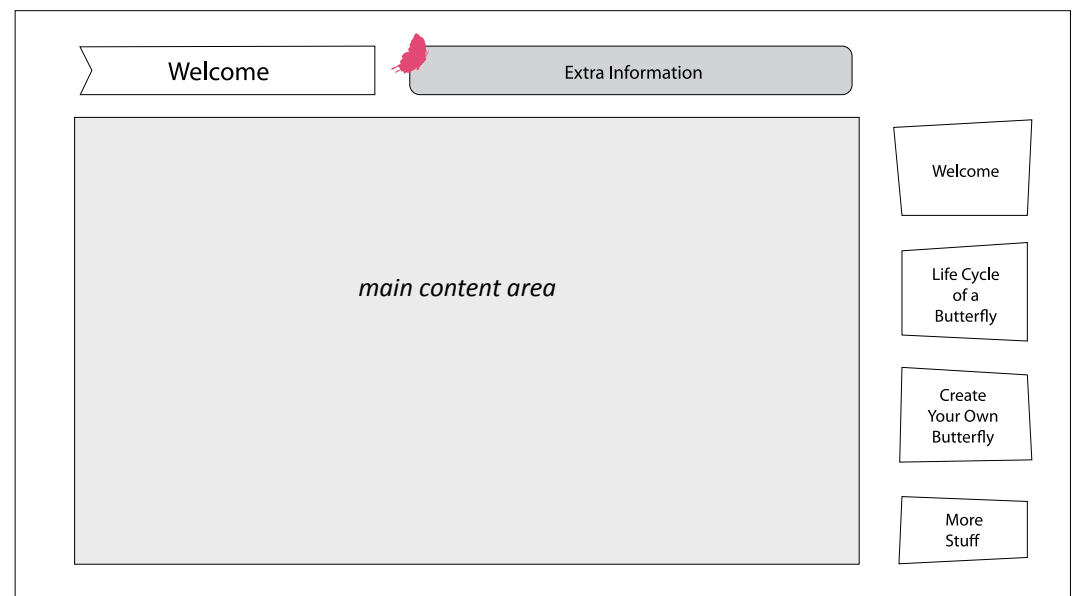 Welcome
Extra Information
main content area
Welcome
Life Cycle
of a
Butterfly
Create
Your Own
Butterfly
More
Stuff